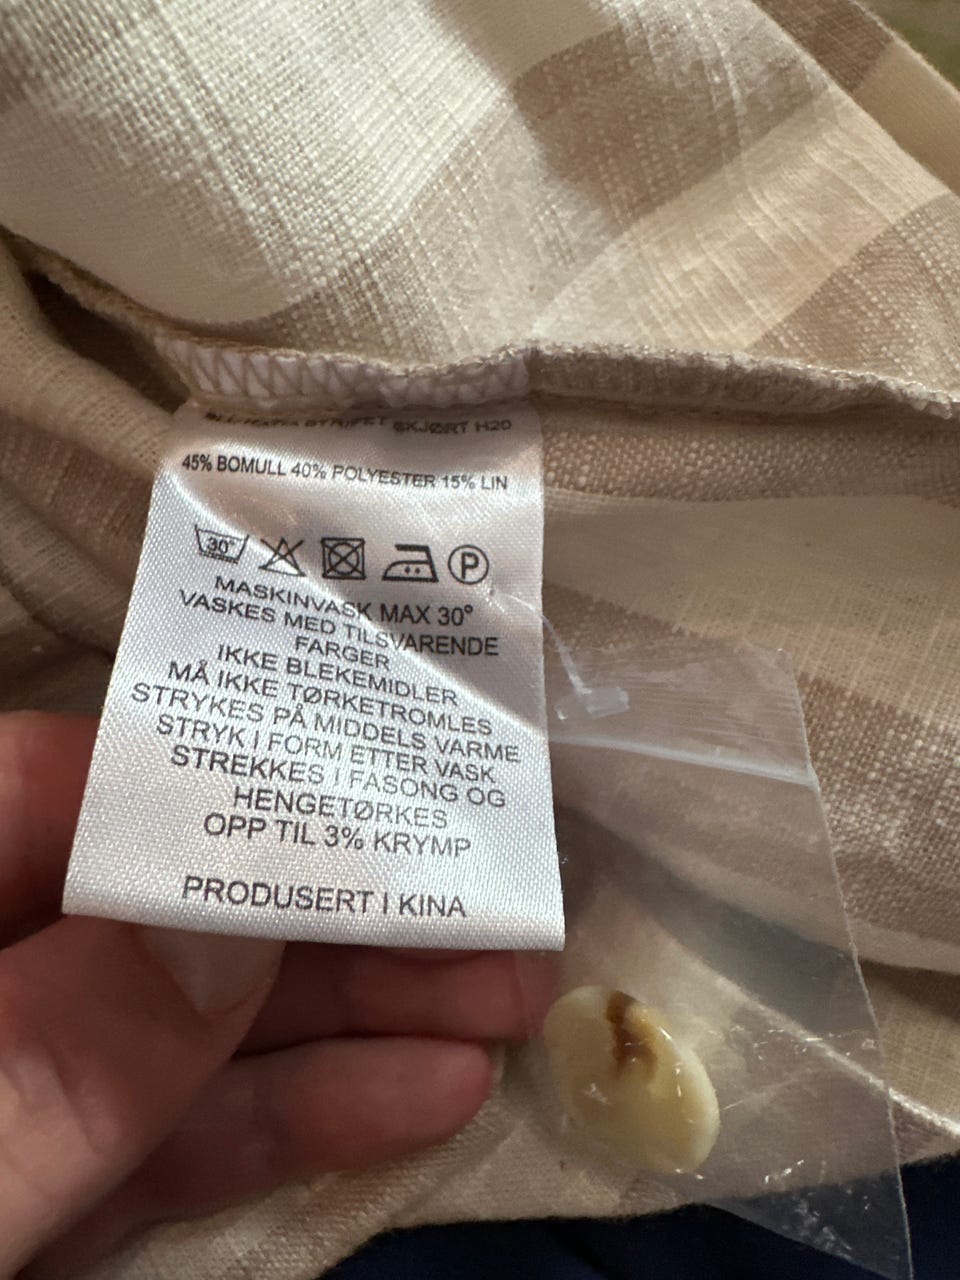 SKJØRT H20
45% BOMULL 40% POLYESTER 15% LIN
30° P
MASKINVASK MAX 30°
VASKES MED TILSVARENDE
FARGER
IKKE BLEKEMIDLER
MÅ IKKE TØRKETROMLES
STRYKES PÅ MIDDELS VARME
STRYK I FORM ETTER VASK
STREKKES I FASONG OG
HENGETØRKES
OPP TIL 3% KRYMP
PRODUSERT I KINA